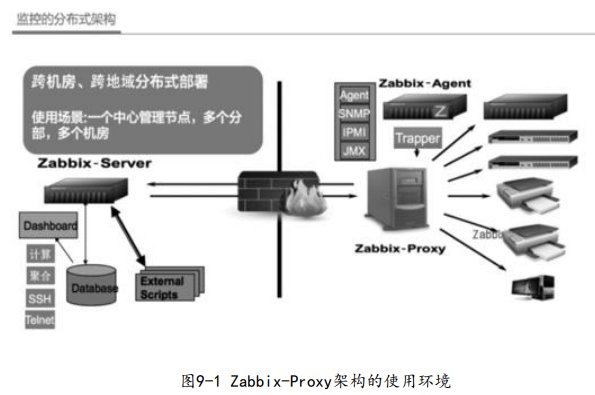 监控的分布式架构
跨机房、跨地域分布式部署
使用场景:一个中心管理节点，多个分
部，多个机房
Zabbix-Server
Dashboard
计算
聚合
SSH
Telnet
Database
External
Scripts
Agent
SNMP
IPMI
JMX
Zabbix-Agent
Z
Trapper
Zabbix-Proxy
Zabbi
图9-1 Zabbix-Proxy架构的使用环境